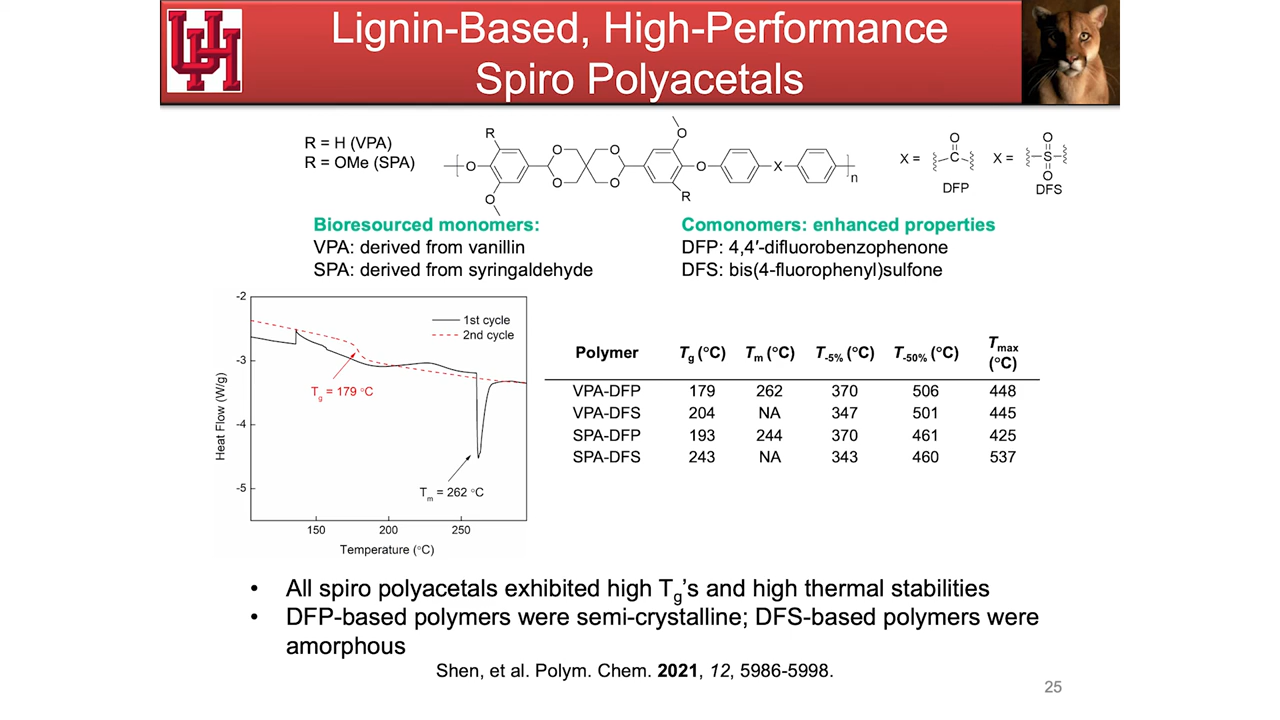 UH
Lignin-Based, High-Performance
Spiro Polyacetals
R = H (VPA)
R = OMe (SPA)
R
O
O
O
O
O
O
O
R
O
X
n
X =
O
C
DFP
X =
O
S
O
DFS
Bioresourced monomers:
VPA: derived from vanillin
SPA: derived from syringaldehyde
Comonomers: enhanced properties
DFP: 4,4′-difluorobenzophenone
DFS: bis(4-fluorophenyl)sulfone
-2
-3
-4
-5
Heat Flow (W/g)
1st cycle
2nd cycle
Tg = 179 °C
Tm = 262 °C
150 200 250
Temperature (°C)
Polymer Tg (°C) Tm (°C) T-5% (°C) T-50% (°C) Tmax (°C)
VPA-DFP 179 262 370 506 448
VPA-DFS 204 NA 347 501 445
SPA-DFP 193 244 370 461 425
SPA-DFS 243 NA 343 460 537
• All spiro polyacetals exhibited high Tg's and high thermal stabilities
• DFP-based polymers were semi-crystalline; DFS-based polymers were
amorphous
Shen, et al. Polym. Chem. 2021, 12, 5986-5998.
25